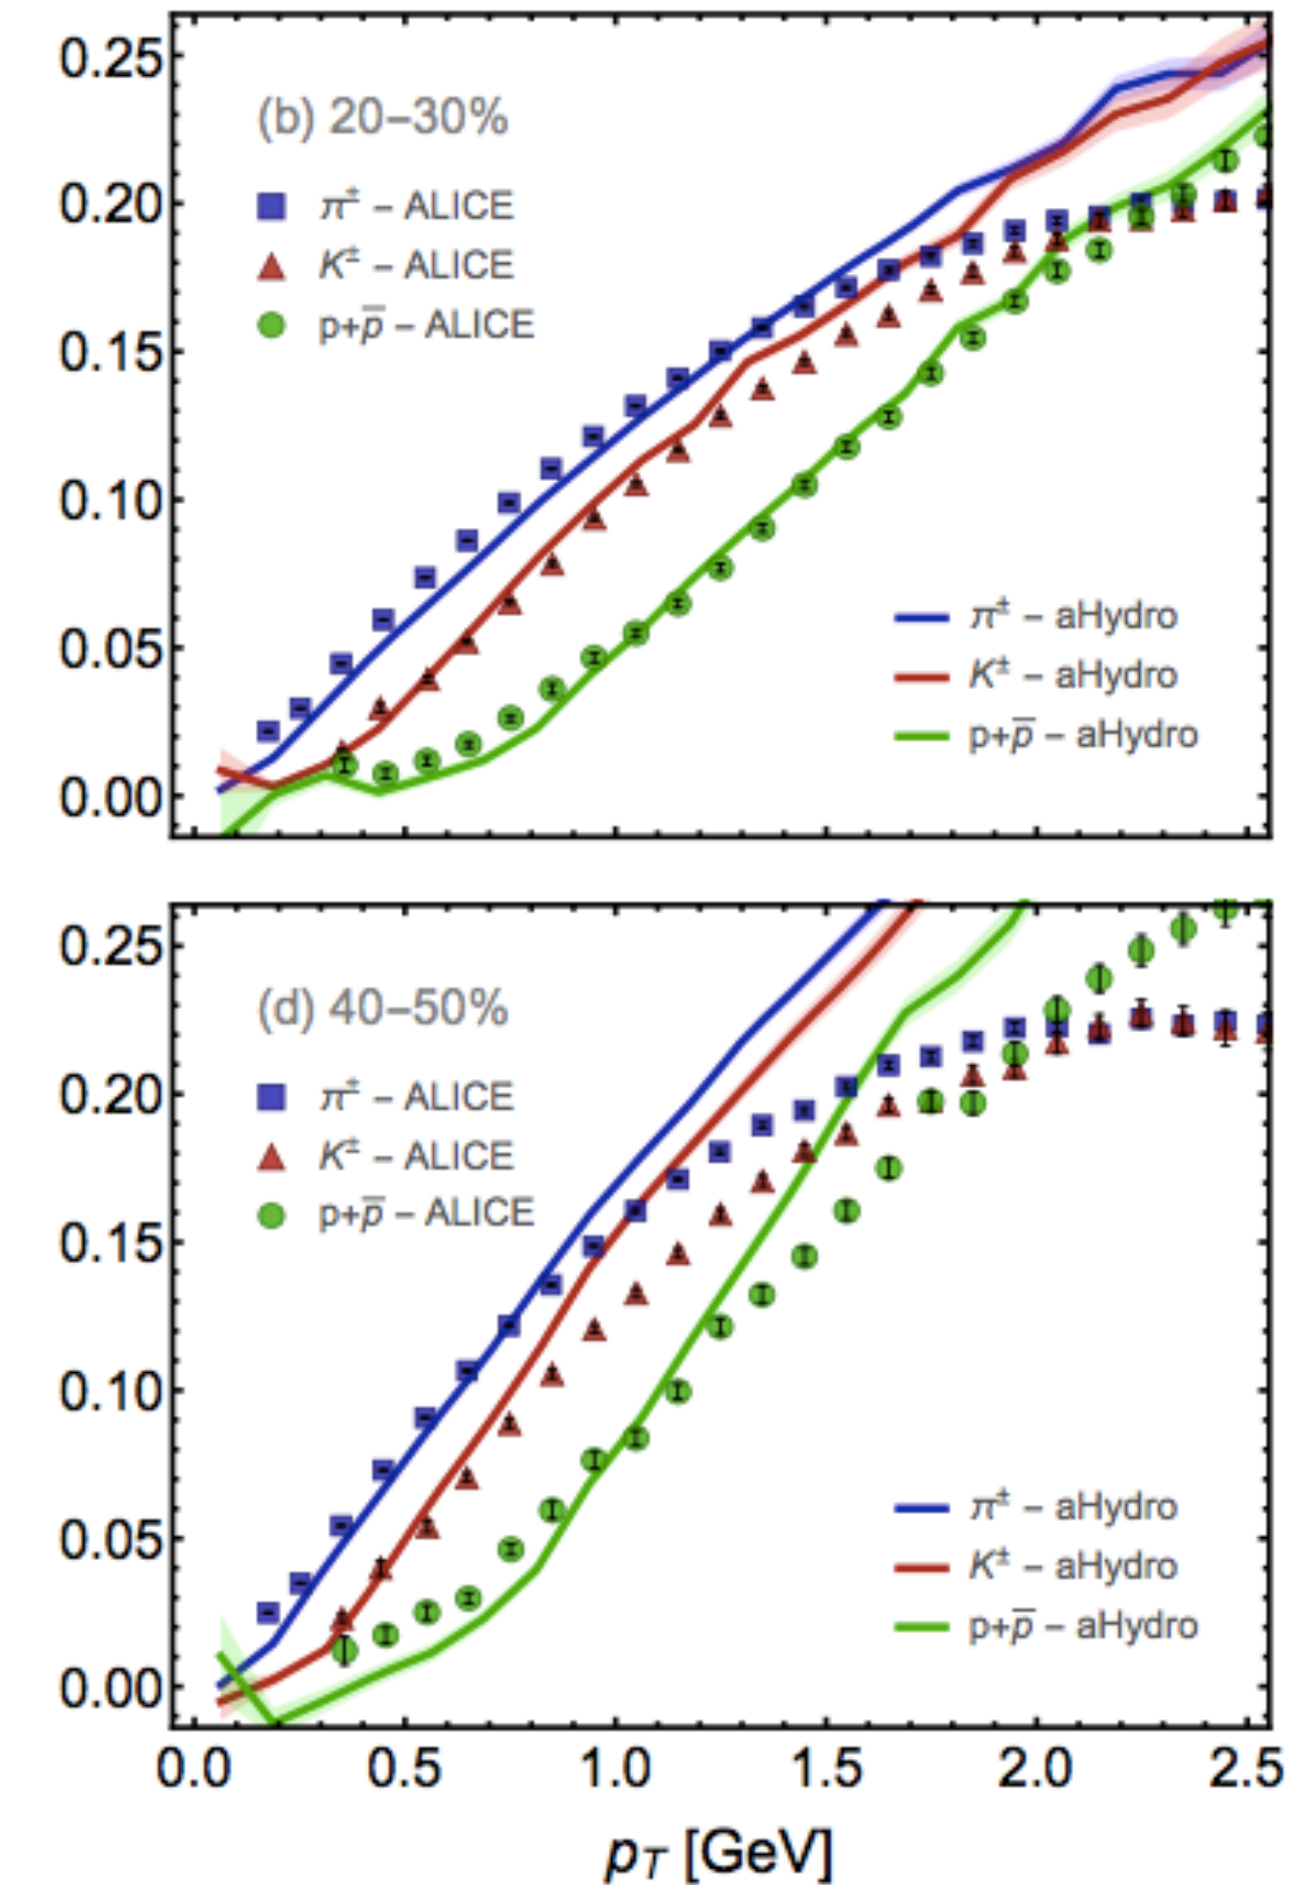 0.25
(b) 20–30%
0.20
π± – ALICE
K± – ALICE
p+p̅ – ALICE
0.15
0.10
0.05
π± – aHydro
K± – aHydro
p+p̅ – aHydro
0.00
0.25
(d) 40–50%
0.20
π± – ALICE
K± – ALICE
p+p̅ – ALICE
0.15
0.10
0.05
π± – aHydro
K± – aHydro
p+p̅ – aHydro
0.00
0.0 0.5 1.0 1.5 2.0 2.5
pT [GeV]